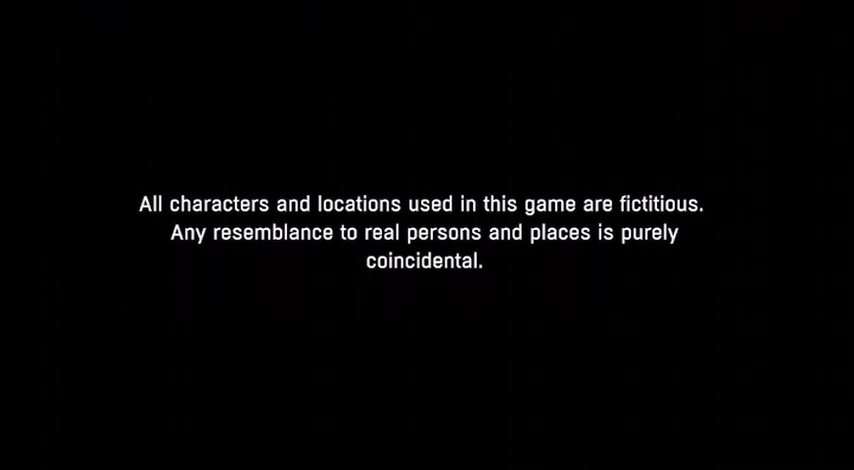 All characters and locations used in this game are fictitious.
Any resemblance to real persons and places is purely
coincidental.